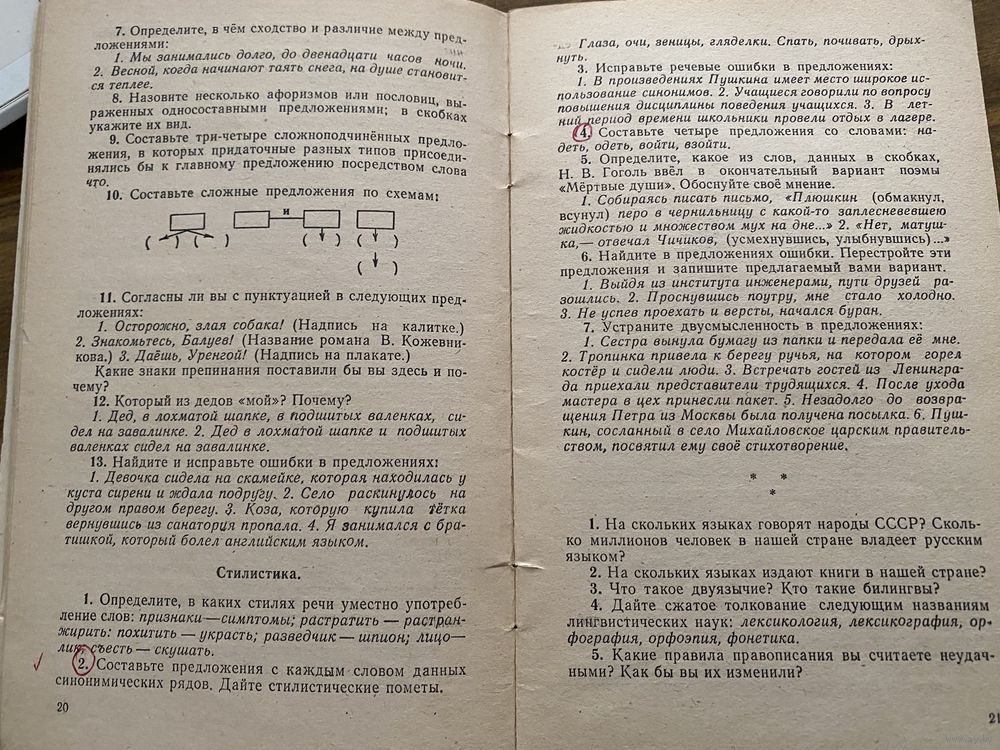 7. Определите, в чём сходство и различие между пред-
ложениями:
1. Мы занимались долго, до двенадцати часов ночи.
2. Весной, когда начинают таять снега, на душе становит-
ся теплее.
8. Назовите несколько афоризмов или пословиц, вы-
раженных односоставными предложениями; в скобках
укажите их вид.
9. Составьте три-четыре сложноподчинённых предло-
жения, в которых придаточные разных типов присоеди-
нялись бы к главному предложению посредством слова
что.
10. Составьте сложные предложения по схемам:
и
( ) ( ) ( ) ( )
( )
11. Согласны ли вы с пунктуацией в следующих пред-
ложениях:
1. Осторожно, злая собака! (Надпись на калитке.)
2. Знакомьтесь, Балуев! (Название романа В. Кожевни-
кова.) 3. Даёшь, Уренгой! (Надпись на плакате.)
Какие знаки препинания поставили бы вы здесь и по-
чему?
12. Который из дедов «мой»? Почему?
1. Дед, в лохматой шапке, в подшитых валенках, си-
дел на завалинке. 2. Дед в лохматой шапке и подшитых
валенках сидел на завалинке.
13. Найдите и исправьте ошибки в предложениях:
1. Девочка сидела на скамейке, которая находилась у
куста сирени и ждала подругу. 2. Село раскинулось на
другом правом берегу. 3. Коза, которую купила тётка
вернувшись из санатория пропала. 4. Я занимался с бра-
тишкой, который болел английским языком.
Стилистика.
1. Определите, в каких стилях речи уместно употреб-
ление слов: признаки — симптомы; растратить — растран-
жирить: похитить — украсть; разведчик — шпион; лицо —
лик; съесть — скушать.
2. Составьте предложения с каждым словом данных
синонимических рядов. Дайте стилистические пометы.
20
Глаза, очи, зеницы, гляделки. Спать, почивать, дрых-
нуть.
3. Исправьте речевые ошибки в предложениях:
1. В произведениях Пушкина имеет место широкое ис-
пользование синонимов. 2. Учащиеся говорили по вопросу
повышения дисциплины поведения учащихся. 3. В лет-
ний период времени школьники провели отдых в лагере.
4. Составьте четыре предложения со словами: на-
деть, одеть, войти, взойти.
5. Определите, какое из слов, данных в скобках,
Н. В. Гоголь ввёл в окончательный вариант поэмы
«Мёртвые души». Обоснуйте своё мнение.
1. Собираясь писать письмо, «Плюшкин (обмакнул,
всунул) перо в чернильницу с какой-то заплесневевшею
жидкостью и множеством мух на дне...» 2. «Нет, матуш-
ка,— отвечал Чичиков, (усмехнувшись, улыбнувшись)...»
6. Найдите в предложениях ошибки. Перестройте эти
предложения и запишите предлагаемый вами вариант.
1. Выйдя из института инженерами, пути друзей ра-
зошлись. 2. Проснувшись поутру, мне стало холодно.
3. Не успев проехать и версты, начался буран.
7. Устраните двусмысленность в предложениях:
1. Сестра вынула бумагу из папки и передала её мне.
2. Тропинка привела к берегу ручья, на котором горел
костёр и сидели люди. 3. Встречать гостей из Ленингра-
да приехали представители трудящихся. 4. После ухода
мастера в цех принесли пакет. 5. Незадолго до возвра-
щения Петра из Москвы была получена посылка. 6. Пуш-
кин, сосланный в село Михайловское царским правитель-
ством, посвятил ему своё стихотворение.
* *
*
1. На скольких языках говорят народы СССР? Сколь-
ко миллионов человек в нашей стране владеет русским
языком?
2. На скольких языках издают книги в нашей стране?
3. Что такое двуязычие? Кто такие билингвы?
4. Дайте сжатое толкование следующим названиям
лингвистических наук: лексикология, лексикография, ор-
фография, орфоэпия, фонетика.
5. Какие правила правописания вы считаете неудач-
ными? Как бы вы их изменили?
21